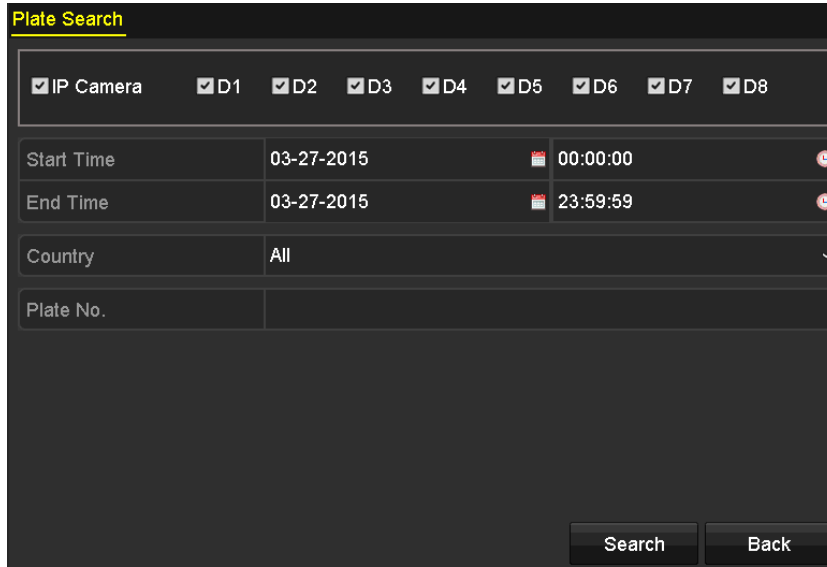 Plate Search
IP Camera D1 D2 D3 D4 D5 D6 D7 D8
Start Time 03-27-2015 00:00:00
End Time 03-27-2015 23:59:59
Country All
Plate No.
Search Back